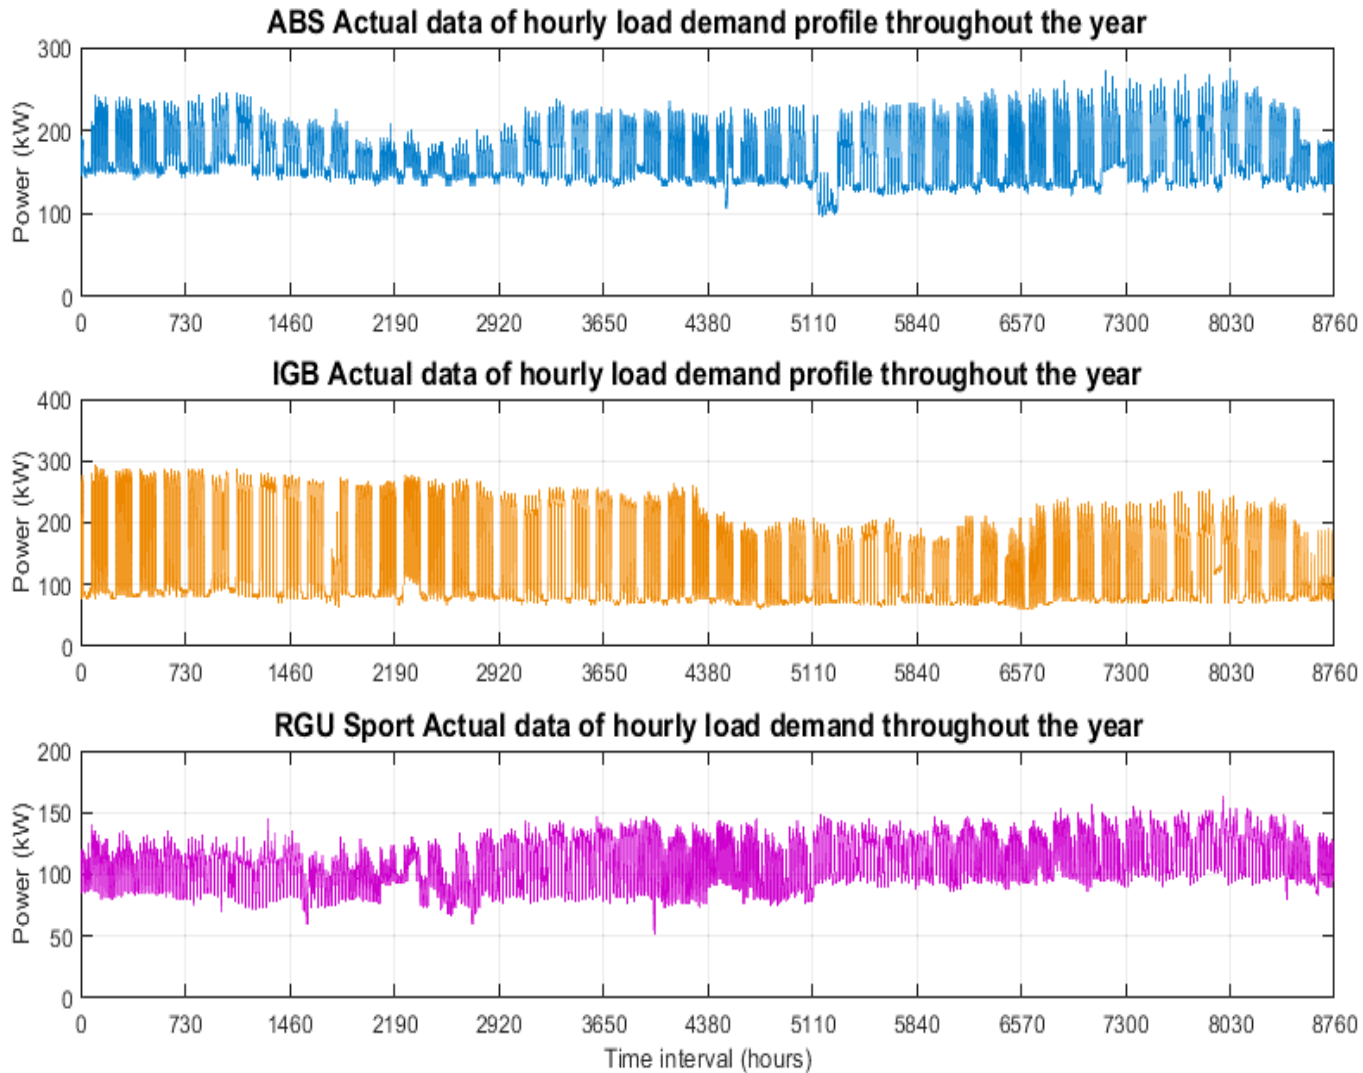 ABS Actual data of hourly load demand profile throughout the year
300
200
100
0
Power (kW)
0 730 1460 2190 2920 3650 4380 5110 5840 6570 7300 8030 8760
IGB Actual data of hourly load demand profile throughout the year
400
300
200
100
0
Power (kW)
0 730 1460 2190 2920 3650 4380 5110 5840 6570 7300 8030 8760
RGU Sport Actual data of hourly load demand throughout the year
200
150
100
50
0
Power (kW)
0 730 1460 2190 2920 3650 4380 5110 5840 6570 7300 8030 8760
Time interval (hours)